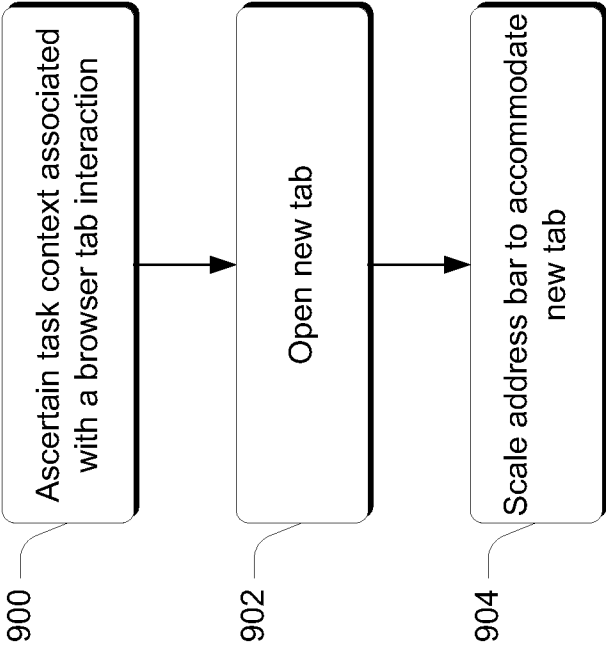 900
Ascertain task context associated
with a browser tab interaction
902
Open new tab
904
Scale address bar to accommodate
new tab